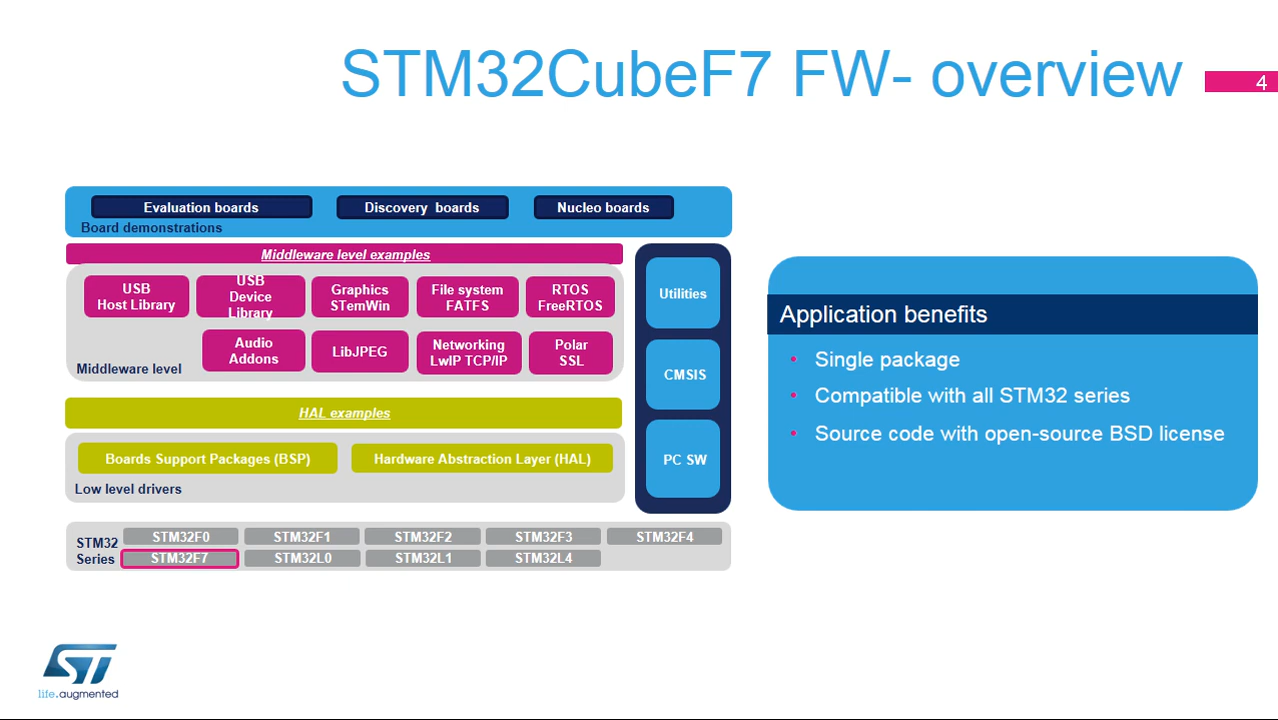 STM32CubeF7 FW- overview
4
Evaluation boards
Discovery boards
Nucleo boards
Board demonstrations
Middleware level examples
USB
Host Library
USB
Device
Library
Graphics
STemWin
File system
FATFS
RTOS
FreeRTOS
Audio
Addons
LibJPEG
Networking
LwIP TCP/IP
Polar
SSL
Middleware level
HAL examples
Boards Support Packages (BSP)
Hardware Abstraction Layer (HAL)
Low level drivers
Utilities
CMSIS
PC SW
STM32
Series
STM32F0
STM32F1
STM32F2
STM32F3
STM32F4
STM32F7
STM32L0
STM32L1
STM32L4
Application benefits
• Single package
• Compatible with all STM32 series
• Source code with open-source BSD license
ST
life.augmented